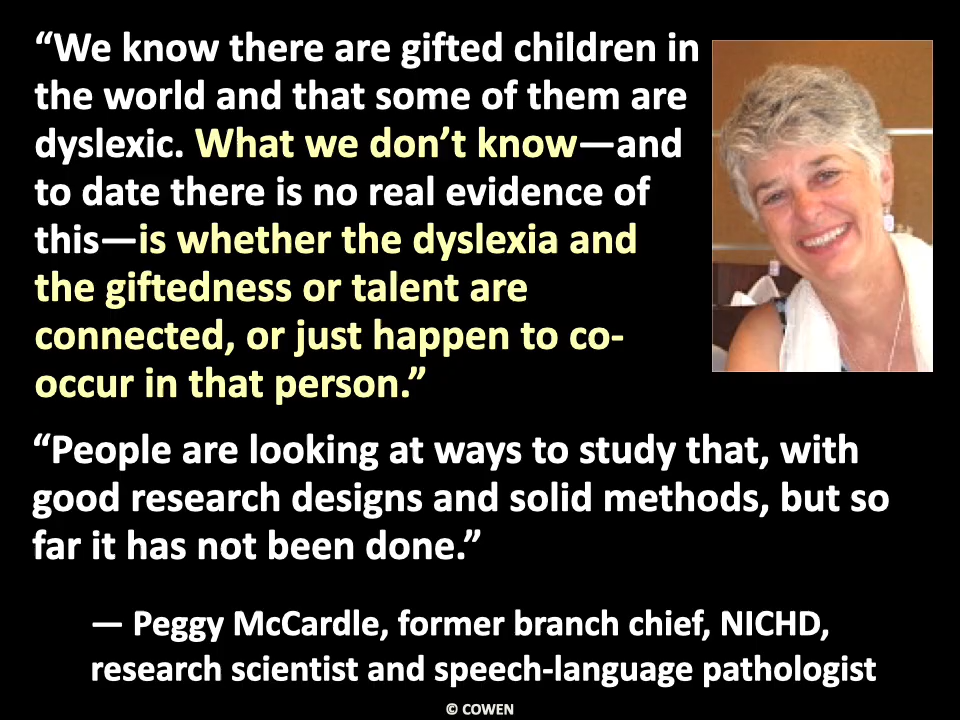 “We know there are gifted children in
the world and that some of them are
dyslexic. What we don’t know—and
to date there is no real evidence of
this—is whether the dyslexia and
the giftedness or talent are
connected, or just happen to co-
occur in that person.”
“People are looking at ways to study that, with
good research designs and solid methods, but so
far it has not been done.”
— Peggy McCardle, former branch chief, NICHD,
research scientist and speech-language pathologist
© COWEN